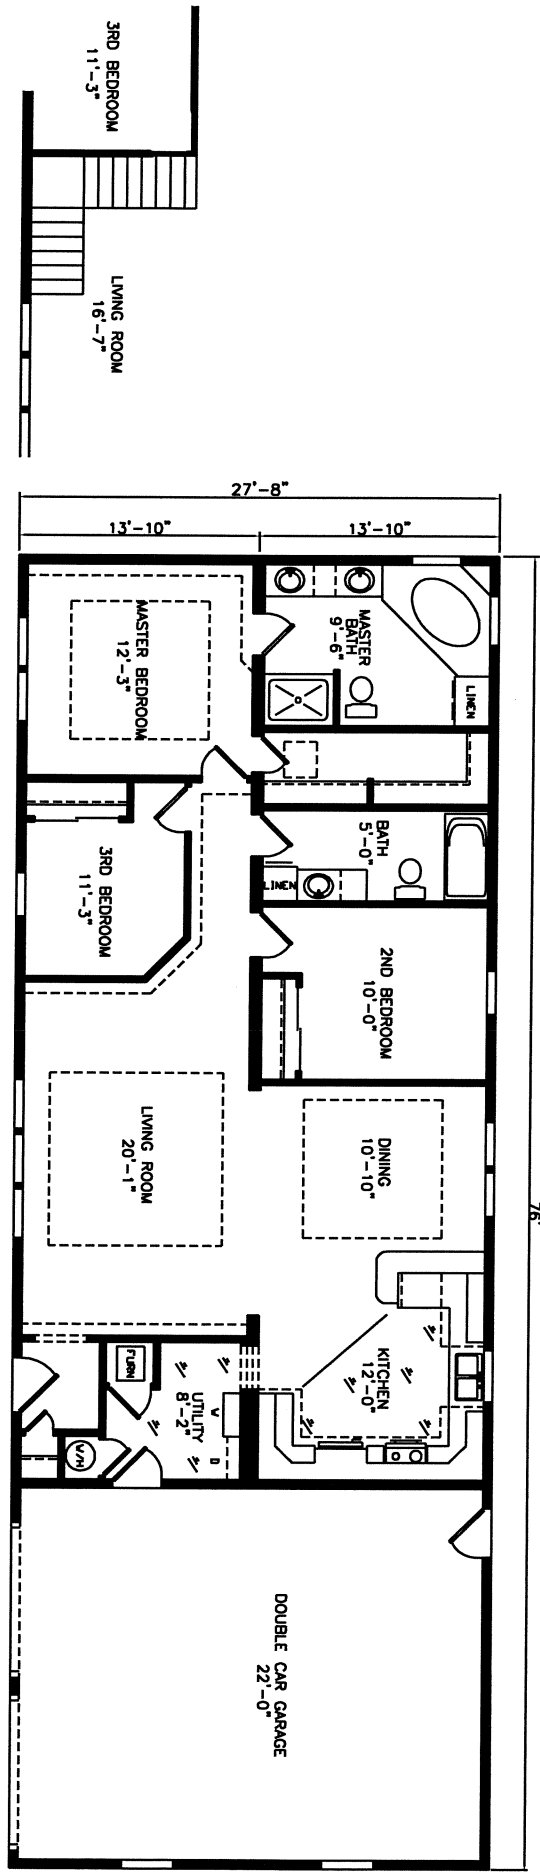 3RD BEDROOM
11'-3"
LIVING ROOM
16'-7"
27'-8"
13'-10"
13'-10"
MASTER BEDROOM
12'-3"
MASTER
BATH
9'-6"
LINEN
BATH
5'-0"
LINEN
3RD BEDROOM
11'-3"
2ND BEDROOM
10'-0"
LIVING ROOM
20'-1"
DINING
10'-10"
KITCHEN
12'-0"
FURN
UTILITY
8'-2"
W
D
W/H
DOUBLE CAR GARAGE
22'-0"